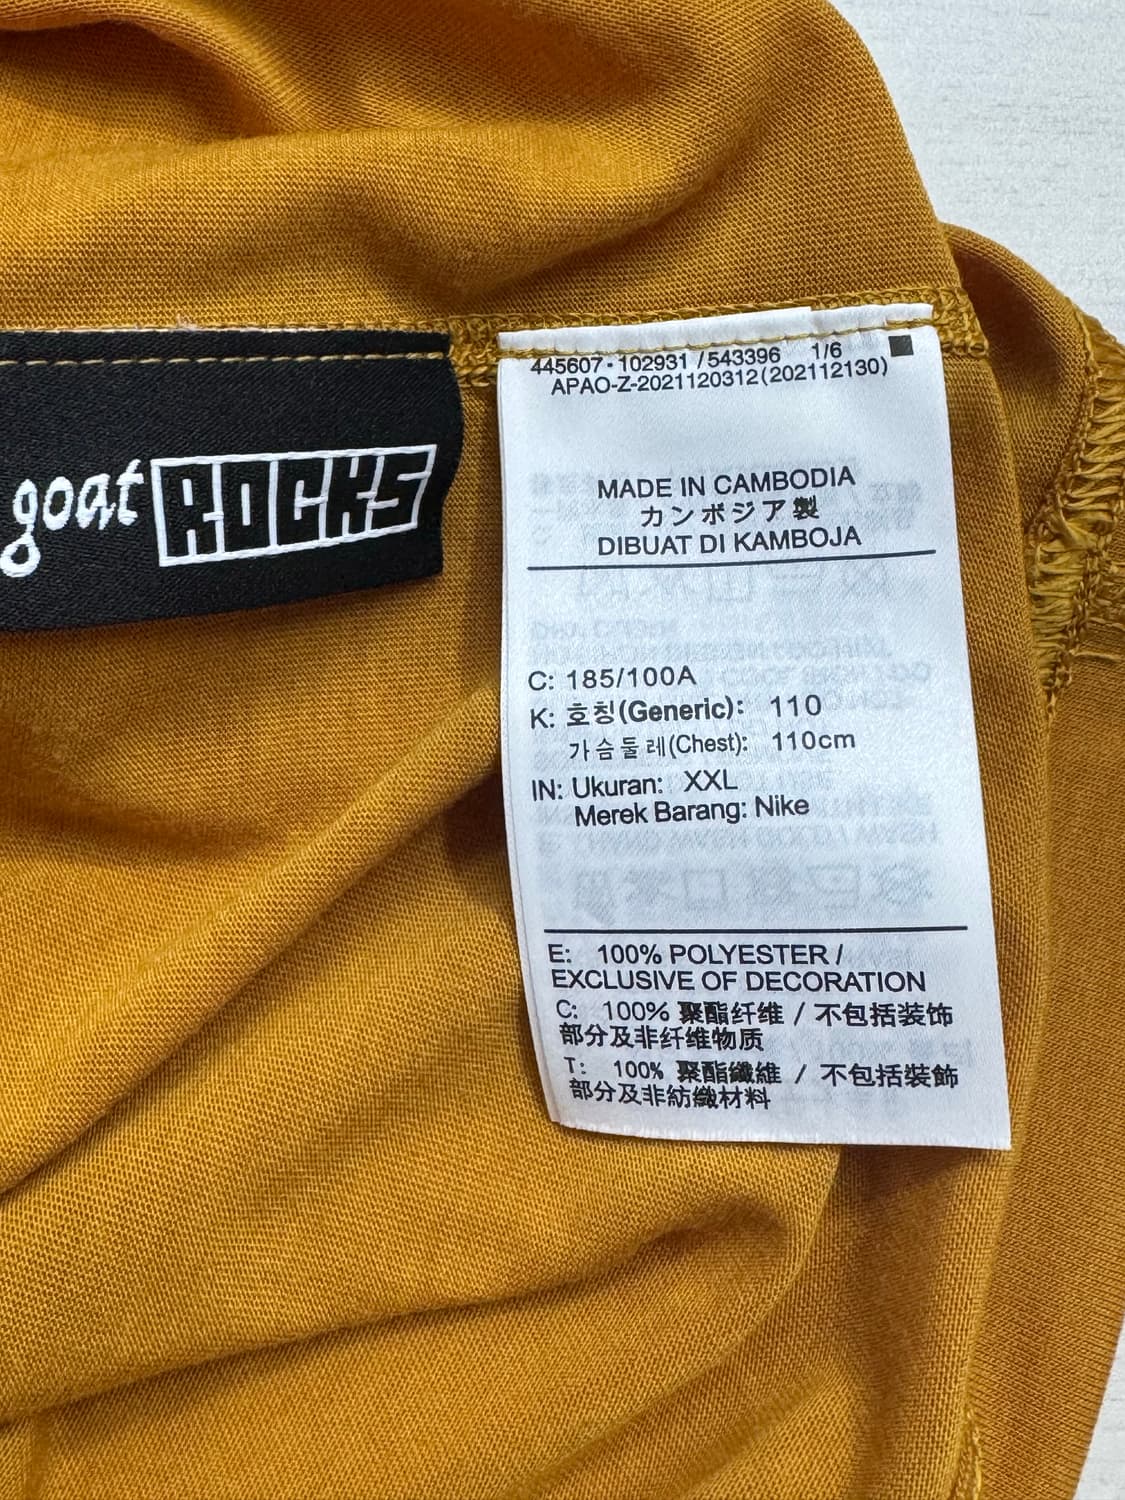 goat ROCKS
445607-102931 /543396 1/6
APAO-Z-2021120312(202112130)
MADE IN CAMBODIA
カンボジア製
DIBUAT DI KAMBOJA
C: 185/100A
K: 호칭(Generic): 110
가슴둘레(Chest): 110cm
IN: Ukuran: XXL
Merek Barang: Nike
E: 100% POLYESTER /
EXCLUSIVE OF DECORATION
C: 100% 聚酯纤维 / 不包括装饰
部分及非纤维物质
T: 100% 聚酯纖維 / 不包括裝飾
部分及非紡織材料